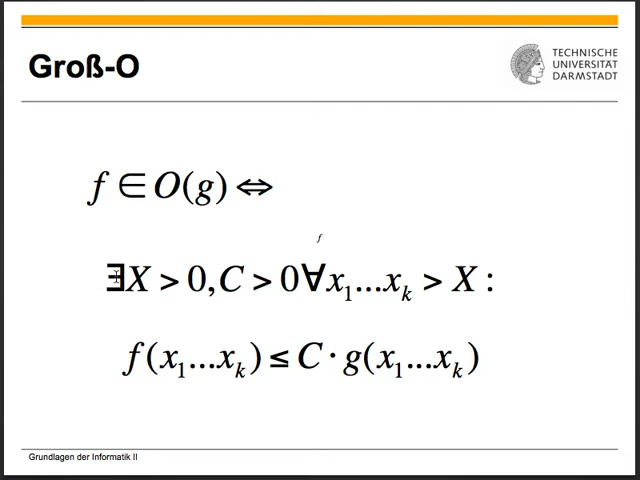 Groß-O
TECHNISCHE
UNIVERSITÄT
DARMSTADT
f ∈ O(g) ⇔
f
∃X > 0, C > 0 ∀x₁...xₖ > X :
f(x₁...xₖ) ≤ C · g(x₁...xₖ)
Grundlagen der Informatik II